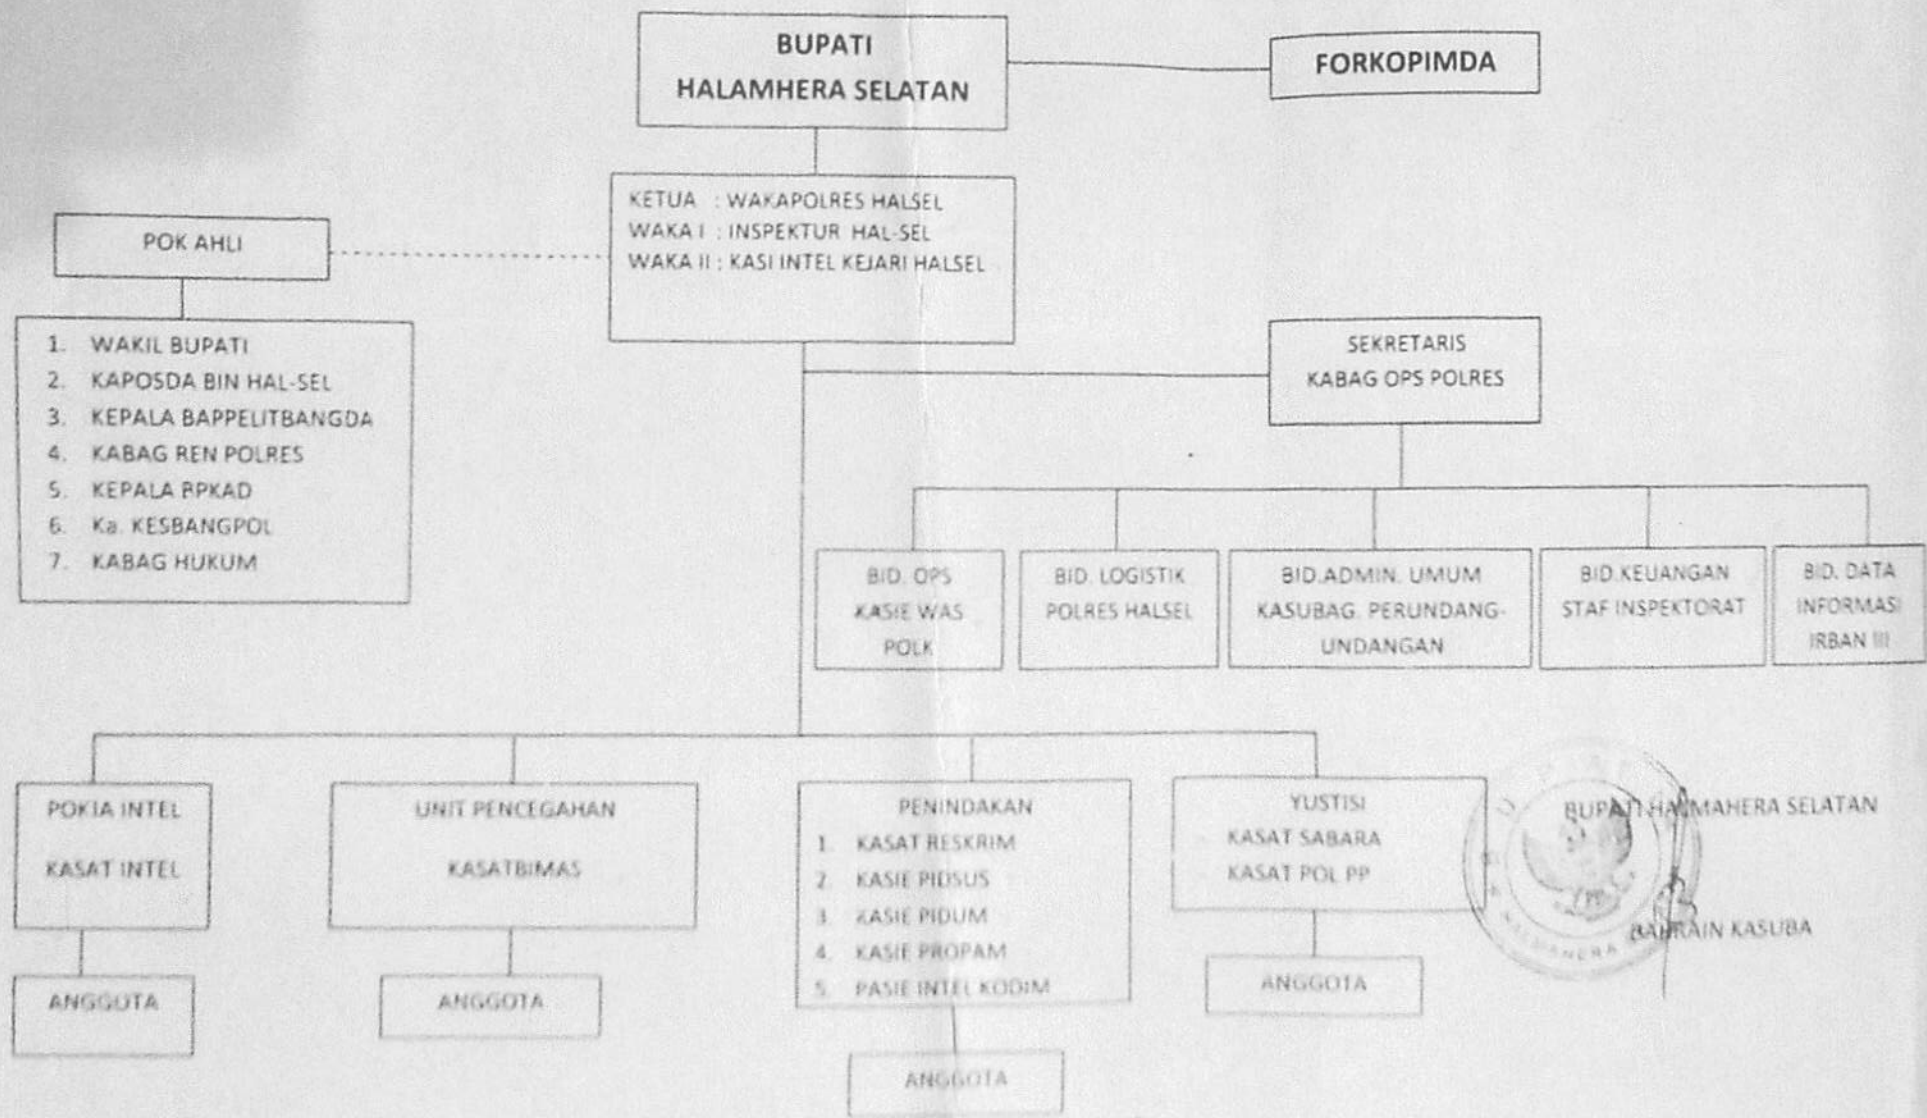 BUPATI
HALAMHERA SELATAN
FORKOPIMDA
KETUA : WAKAPOLRES HALSEL
WAKA I : INSPEKTUR HAL-SEL
WAKA II : KASI INTEL KEJARI HALSEL
POK AHLI
1. WAKIL BUPATI
2. KAPOSDA BIN HAL-SEL
3. KEPALA BAPPELITBANGDA
4. KABAG REN POLRES
5. KEPALA BPKAD
6. Ka. KESBANGPOL
7. KABAG HUKUM
SEKRETARIS
KABAG OPS POLRES
BID. OPS
KASIE WAS
POLK
BID. LOGISTIK
POLRES HALSEL
BID.ADMIN. UMUM
KASUBAG. PERUNDANG-
UNDANGAN
BID.KEUANGAN
STAF INSPEKTORAT
BID. DATA
INFORMASI
IRBAN III
POKJA INTEL
KASAT INTEL
ANGGOTA
UNIT PENCEGAHAN
KASATBIMAS
ANGGOTA
PENINDAKAN
1. KASAT RESKRIM
2. KASIE PIDSUS
3. KASIE PIDUM
4. KASIE PROPAM
5. PASIE INTEL KODIM
ANGGOTA
YUSTISI
KASAT SABARA
KASAT POL PP
ANGGOTA
BUPATI HALMAHERA SELATAN
BAHRAIN KASUBA